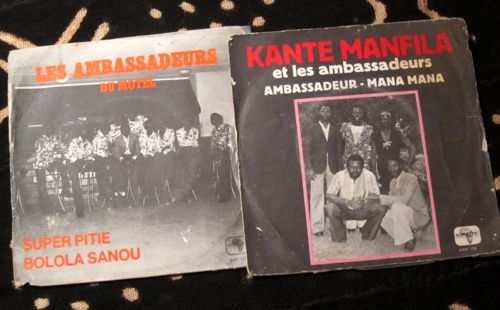 LES AMBASSADEURS
DU MOTEL
SUPER PITIE
BOLOLA SANOU
KANTE MANFILA
et les ambassadeurs
AMBASSADEUR - MANA MANA